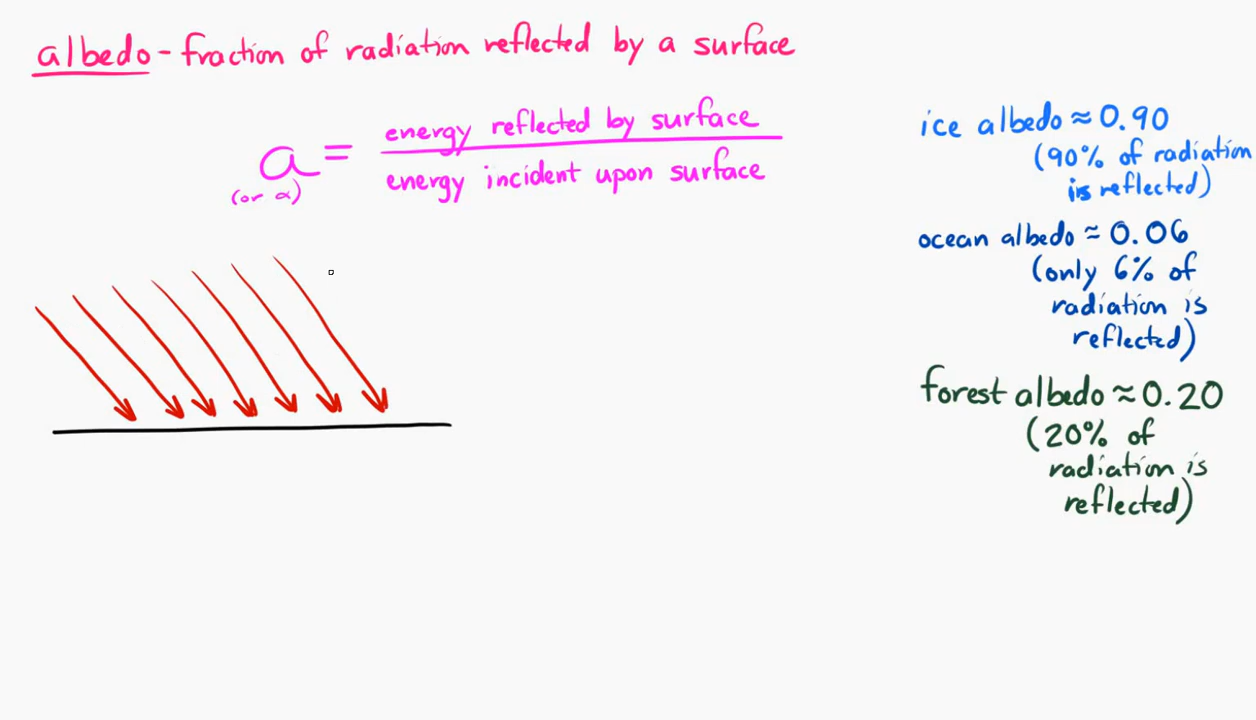 albedo - fraction of radiation reflected by a surface
a = energy reflected by surface
energy incident upon surface
(or α)
ice albedo ≈ 0.90
(90% of radiation
is reflected)
ocean albedo ≈ 0.06
(only 6% of
radiation is
reflected)
forest albedo ≈ 0.20
(20% of
radiation is
reflected)